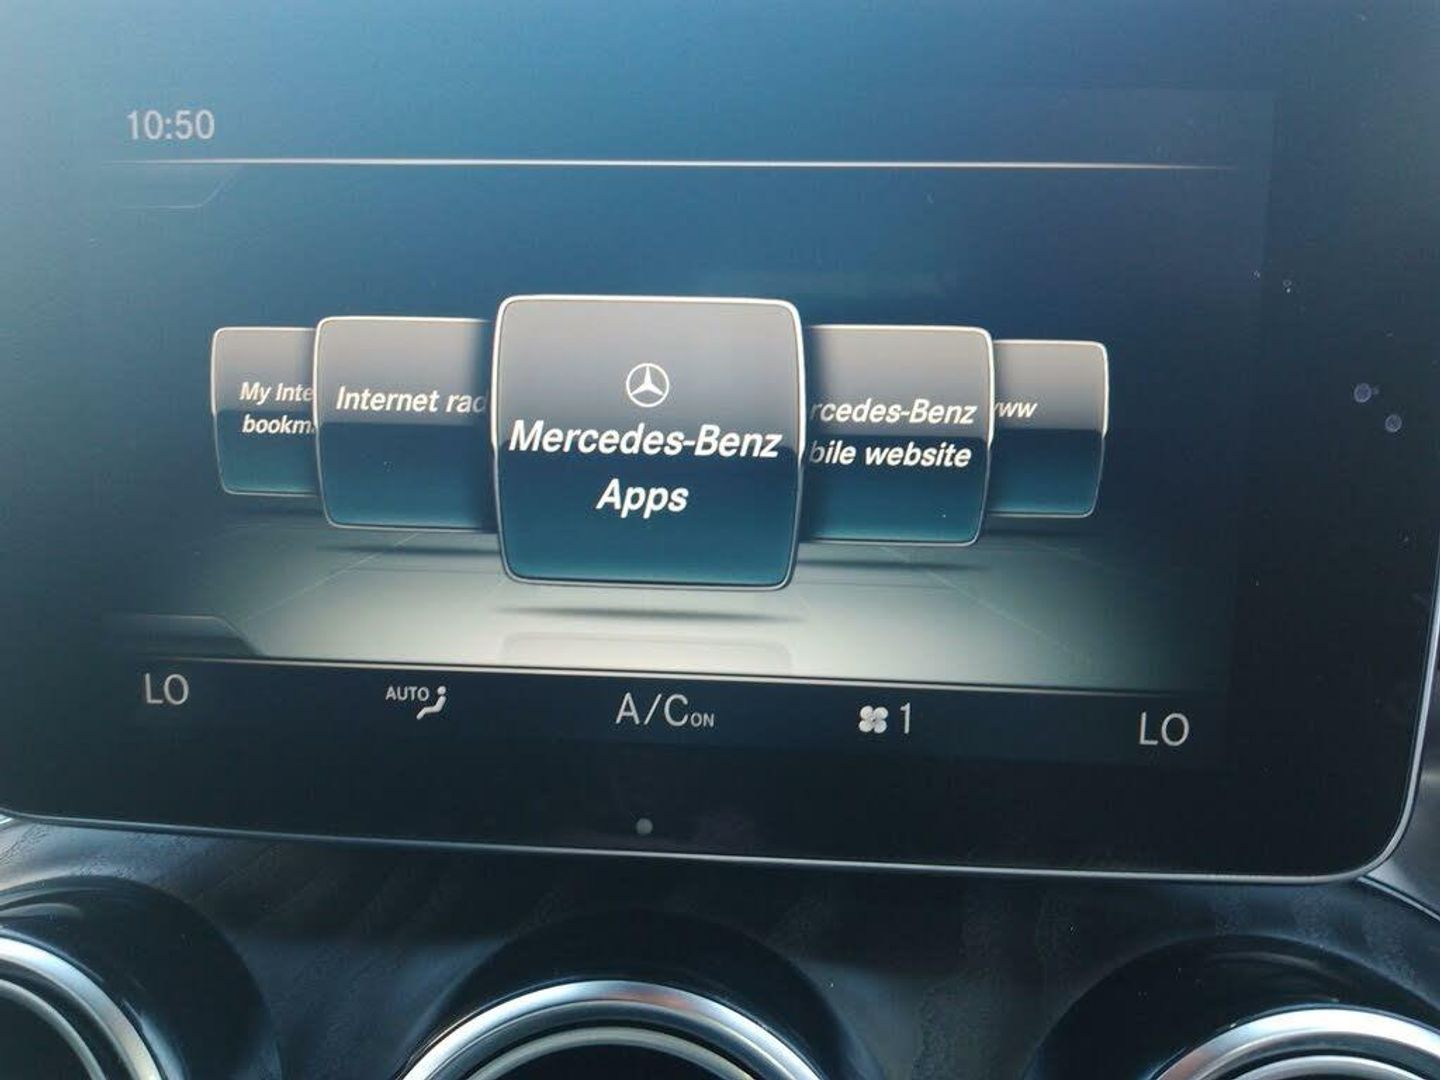 10:50
My Inte
bookm
Internet rad
Mercedes-Benz
Apps
rcedes-Benz
bile website
ww
LO
AUTO
A/C ON
1
LO